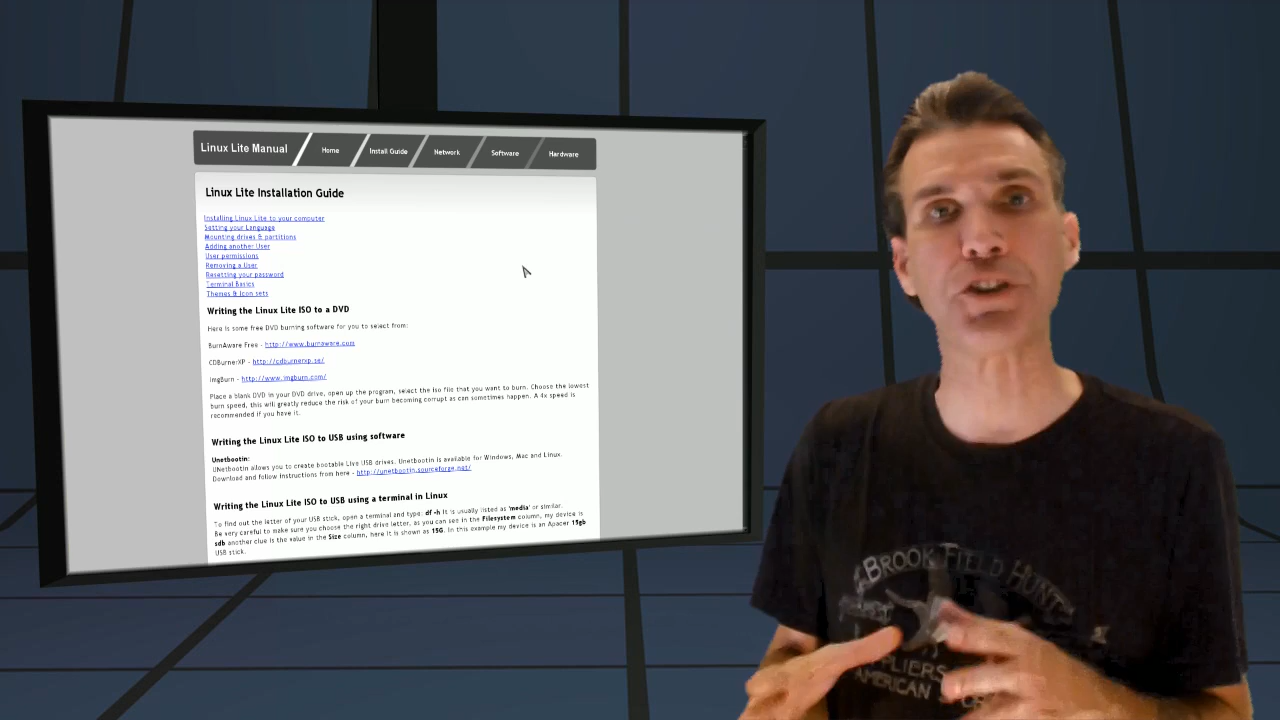 Linux Lite Manual
Home
Install Guide
Network
Software
Hardware
Linux Lite Installation Guide
Installing Linux Lite to your computer
Setting your Language
Mounting drives & partitions
Adding another User
User permissions
Removing a User
Resetting your password
Terminal Basics
Themes & Icon sets
Writing the Linux Lite ISO to a DVD
Here is some free DVD burning software for you to select from:
BurnAware Free - http://www.burnaware.com
CDBurnerXP - http://cdburnerxp.se/
ImgBurn - http://www.imgburn.com/
Place a blank DVD in your DVD drive, open up the program, select the iso file that you want to burn. Choose the lowest
burn speed, this will greatly reduce the risk of your burn becoming corrupt as can sometimes happen. A 4x speed is
recommended if you have it.
Writing the Linux Lite ISO to USB using software
Unetbootin:
UNetbootin allows you to create bootable Live USB drives. Unetbootin is available for Windows, Mac and Linux.
Download and follow instructions from here - http://unetbootin.sourceforge.net/
Writing the Linux Lite ISO to USB using a terminal in Linux
To find out the letter of your USB stick, open a terminal and type: df -h It is usually listed as 'media' or similar.
Be very careful to make sure you choose the right drive letter, as you can see in the Filesystem column, my device is
sdb another clue is the value in the Size column, here it is shown as 15G. In this example my device is an Apacer 15gb
USB stick.
BROOK FIELD HUNT
PPLIERS
AMERICAN